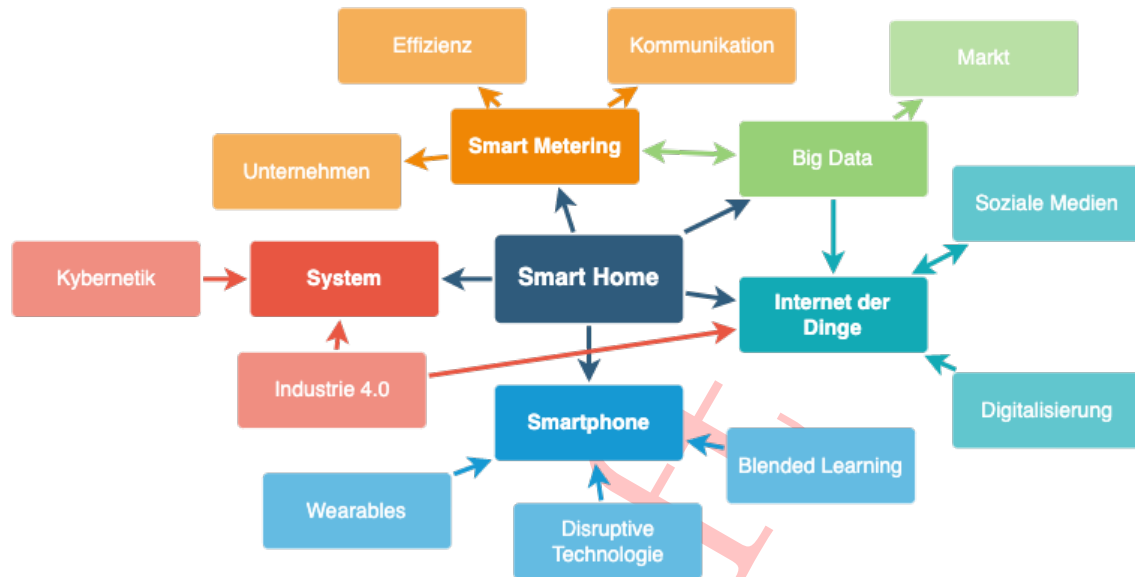 Effizienz
Kommunikation
Markt
Smart Metering
Big Data
Unternehmen
Soziale Medien
Kybernetik
System
Smart Home
Internet der
Dinge
Industrie 4.0
Smartphone
Digitalisierung
Blended Learning
Wearables
Disruptive
Technologie